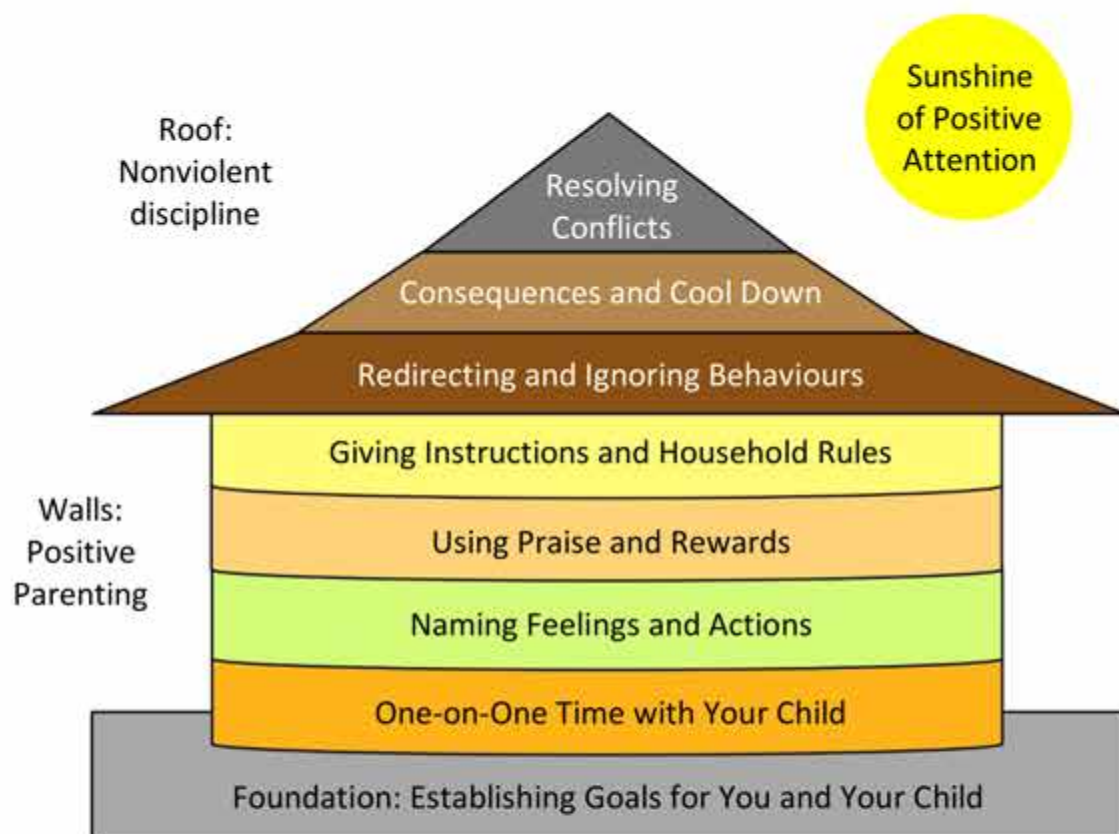 Sunshine
of Positive
Attention
Roof:
Nonviolent
discipline
Resolving
Conflicts
Consequences and Cool Down
Redirecting and Ignoring Behaviours
Giving Instructions and Household Rules
Walls:
Positive
Parenting
Using Praise and Rewards
Naming Feelings and Actions
One-on-One Time with Your Child
Foundation: Establishing Goals for You and Your Child